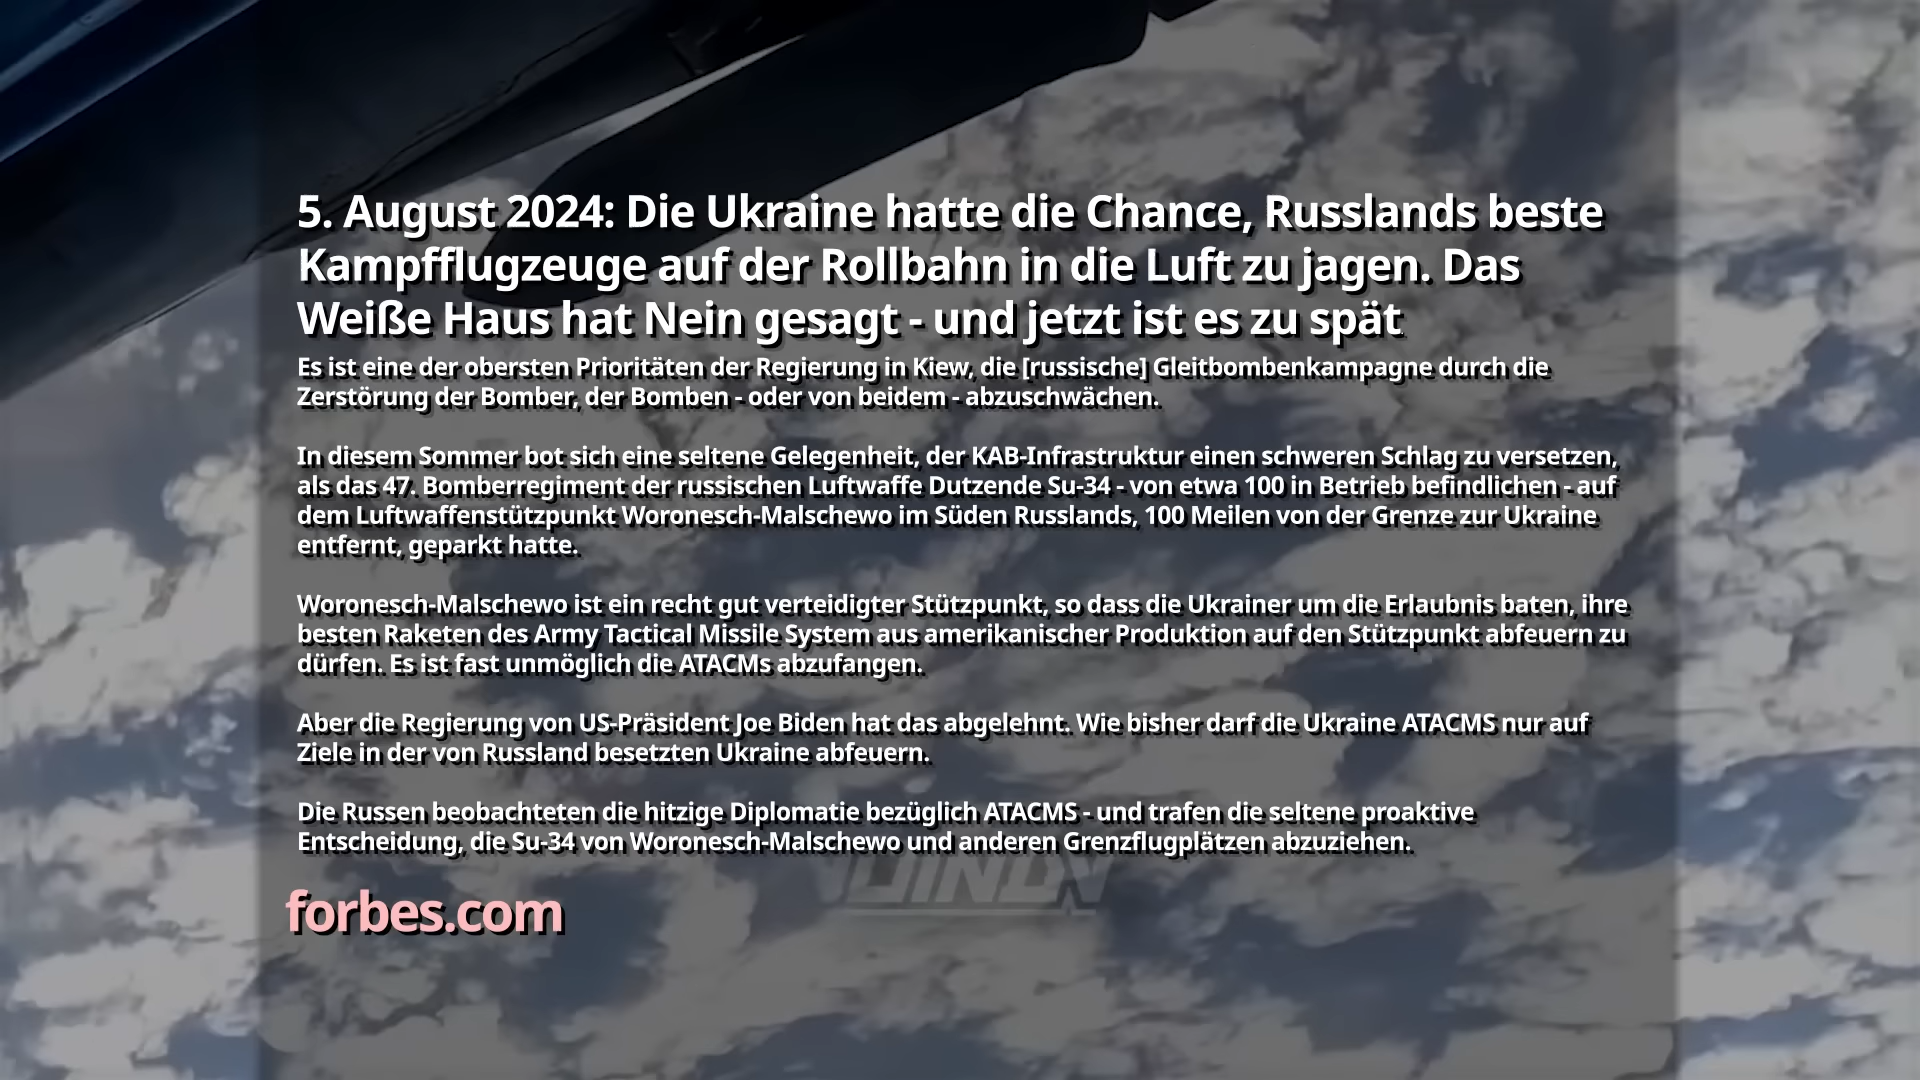 5. August 2024: Die Ukraine hatte die Chance, Russlands beste
Kampfflugzeuge auf der Rollbahn in die Luft zu jagen. Das
Weiße Haus hat Nein gesagt - und jetzt ist es zu spät
Es ist eine der obersten Prioritäten der Regierung in Kiew, die [russische] Gleitbombenkampagne durch die
Zerstörung der Bomber, der Bomben - oder von beidem - abzuschwächen.
In diesem Sommer bot sich eine seltene Gelegenheit, der KAB-Infrastruktur einen schweren Schlag zu versetzen,
als das 47. Bomberregiment der russischen Luftwaffe Dutzende Su-34 - von etwa 100 in Betrieb befindlichen - auf
dem Luftwaffenstützpunkt Woronesch-Malschewo im Süden Russlands, 100 Meilen von der Grenze zur Ukraine
entfernt, geparkt hatte.
Woronesch-Malschewo ist ein recht gut verteidigter Stützpunkt, so dass die Ukrainer um die Erlaubnis baten, ihre
besten Raketen des Army Tactical Missile System aus amerikanischer Produktion auf den Stützpunkt abfeuern zu
dürfen. Es ist fast unmöglich die ATACMs abzufangen.
Aber die Regierung von US-Präsident Joe Biden hat das abgelehnt. Wie bisher darf die Ukraine ATACMS nur auf
Ziele in der von Russland besetzten Ukraine abfeuern.
Die Russen beobachteten die hitzige Diplomatie bezüglich ATACMS - und trafen die seltene proaktive
Entscheidung, die Su-34 von Woronesch-Malschewo und anderen Grenzflugplätzen abzuziehen.
forbes.com